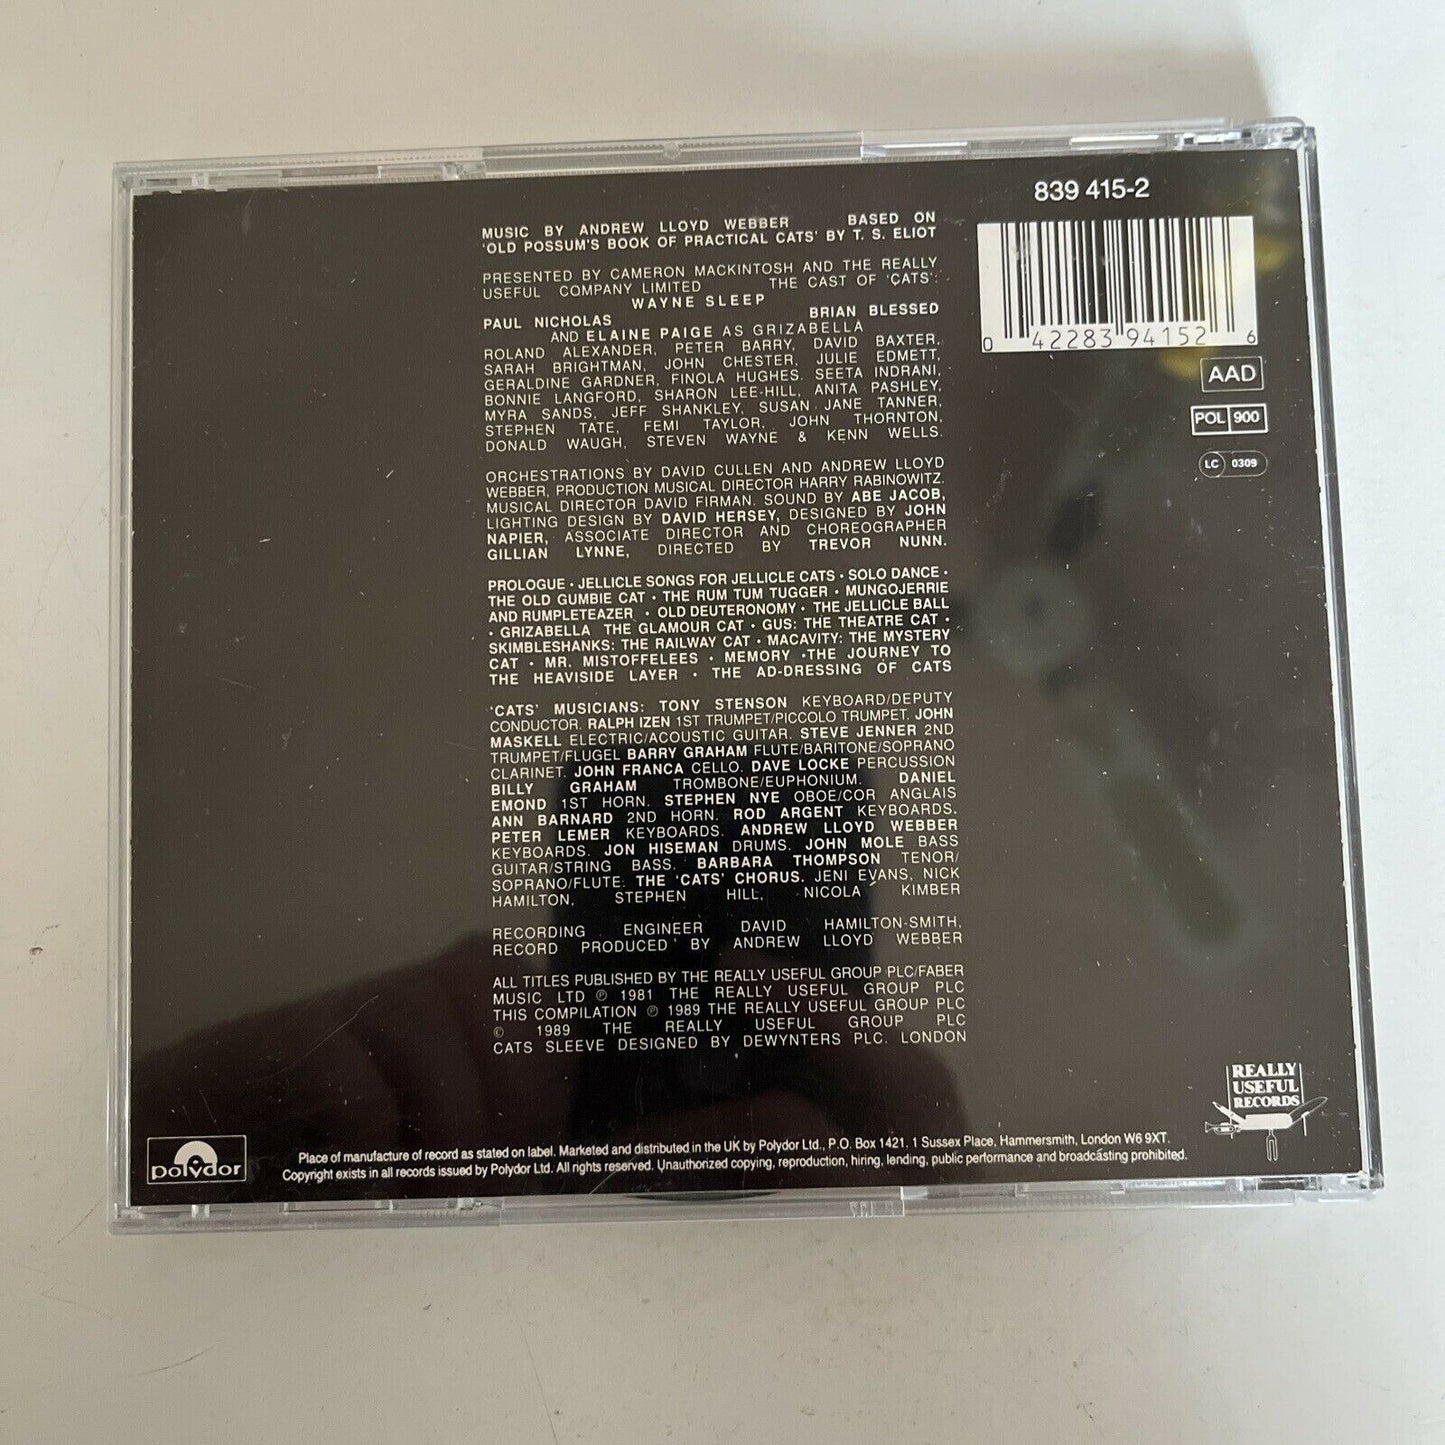 839 415-2
MUSIC BY ANDREW LLOYD WEBBER BASED ON
'OLD POSSUM'S BOOK OF PRACTICAL CATS' BY T. S. ELIOT
PRESENTED BY CAMERON MACKINTOSH AND THE REALLY
USEFUL COMPANY LIMITED THE CAST OF 'CATS':
WAYNE SLEEP
PAUL NICHOLAS BRIAN BLESSED
AND ELAINE PAIGE AS GRIZABELLA
ROLAND ALEXANDER, PETER BARRY, DAVID BAXTER,
SARAH BRIGHTMAN, JOHN CHESTER, JULIE EDMETT,
GERALDINE GARDNER, FINOLA HUGHES. SEETA INDRANI,
BONNIE LANGFORD, SHARON LEE-HILL, ANITA PASHLEY,
MYRA SANDS, JEFF SHANKLEY, SUSAN JANE TANNER,
STEPHEN TATE, FEMI TAYLOR, JOHN THORNTON,
DONALD WAUGH, STEVEN WAYNE & KENN WELLS.
ORCHESTRATIONS BY DAVID CULLEN AND ANDREW LLOYD
WEBBER, PRODUCTION MUSICAL DIRECTOR HARRY RABINOWITZ.
MUSICAL DIRECTOR DAVID FIRMAN. SOUND BY ABE JACOB,
LIGHTING DESIGN BY DAVID HERSEY, DESIGNED BY JOHN
NAPIER, ASSOCIATE DIRECTOR AND CHOREOGRAPHER
GILLIAN LYNNE, DIRECTED BY TREVOR NUNN.
PROLOGUE · JELLICLE SONGS FOR JELLICLE CATS · SOLO DANCE ·
THE OLD GUMBIE CAT · THE RUM TUM TUGGER · MUNGOJERRIE
AND RUMPLETEAZER · OLD DEUTERONOMY · THE JELLICLE BALL
· GRIZABELLA THE GLAMOUR CAT · GUS: THE THEATRE CAT ·
SKIMBLESHANKS: THE RAILWAY CAT · MACAVITY: THE MYSTERY
CAT · MR. MISTOFFELEES · MEMORY ·THE JOURNEY TO
THE HEAVISIDE LAYER · THE AD-DRESSING OF CATS
'CATS' MUSICIANS: TONY STENSON KEYBOARD/DEPUTY
CONDUCTOR. RALPH IZEN 1ST TRUMPET/PICCOLO TRUMPET. JOHN
MASKELL ELECTRIC/ACOUSTIC GUITAR. STEVE JENNER 2ND
TRUMPET/FLUGEL BARRY GRAHAM FLUTE/BARITONE/SOPRANO
CLARINET. JOHN FRANCA CELLO. DAVE LOCKE PERCUSSION
BILLY GRAHAM TROMBONE/EUPHONIUM. DANIEL
EMOND 1ST HORN. STEPHEN NYE OBOE/COR ANGLAIS
ANN BARNARD 2ND HORN. ROD ARGENT KEYBOARDS.
PETER LEMER KEYBOARDS. ANDREW LLOYD WEBBER
KEYBOARDS. JON HISEMAN DRUMS. JOHN MOLE BASS
GUITAR/STRING BASS. BARBARA THOMPSON TENOR/
SOPRANO/FLUTE. THE 'CATS' CHORUS. JENI EVANS, NICK
HAMILTON, STEPHEN HILL, NICOLA KIMBER
RECORDING ENGINEER DAVID HAMILTON-SMITH,
RECORD PRODUCED BY ANDREW LLOYD WEBBER
ALL TITLES PUBLISHED BY THE REALLY USEFUL GROUP PLC/FABER
MUSIC LTD ℗ 1981 THE REALLY USEFUL GROUP PLC
THIS COMPILATION ℗ 1989 THE REALLY USEFUL GROUP PLC
© 1989 THE REALLY USEFUL GROUP PLC
CATS SLEEVE DESIGNED BY DEWYNTERS PLC. LONDON
0 42283 94152 6
AAD
POL 900
LC 0309
REALLY
USEFUL
RECORDS
polydor
Place of manufacture of record as stated on label. Marketed and distributed in the UK by Polydor Ltd., P.O. Box 1421. 1 Sussex Place, Hammersmith, London W6 9XT.
Copyright exists in all records issued by Polydor Ltd. All rights reserved. Unauthorized copying, reproduction, hiring, lending, public performance and broadcasting prohibited.